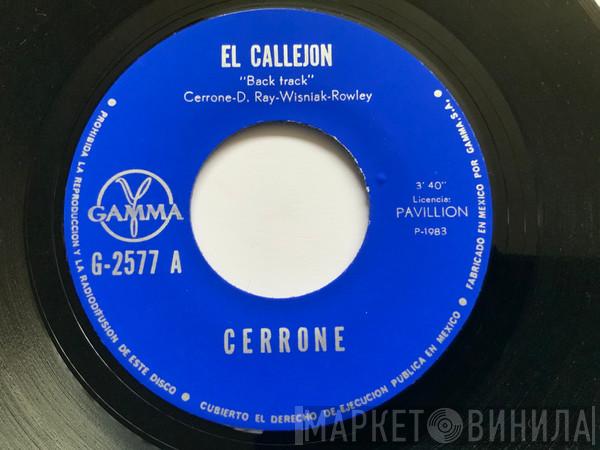 EL CALLEJON
"Back track"
Cerrone-D. Ray-Wisniak-Rowley
GAMMA
G-2577 A
3' 40"
Licencia:
PAVILLION
P-1983
CERRONE
• PROHIBIDA LA REPRODUCCION Y LA RADIODIFUSION DE ESTE DISCO • CUBIERTO EL DERECHO DE EJECUCION PUBLICA EN MEXICO • FABRICADO EN MEXICO POR GAMMA, S.A. •
МАРКЕТ ВИНИЛА